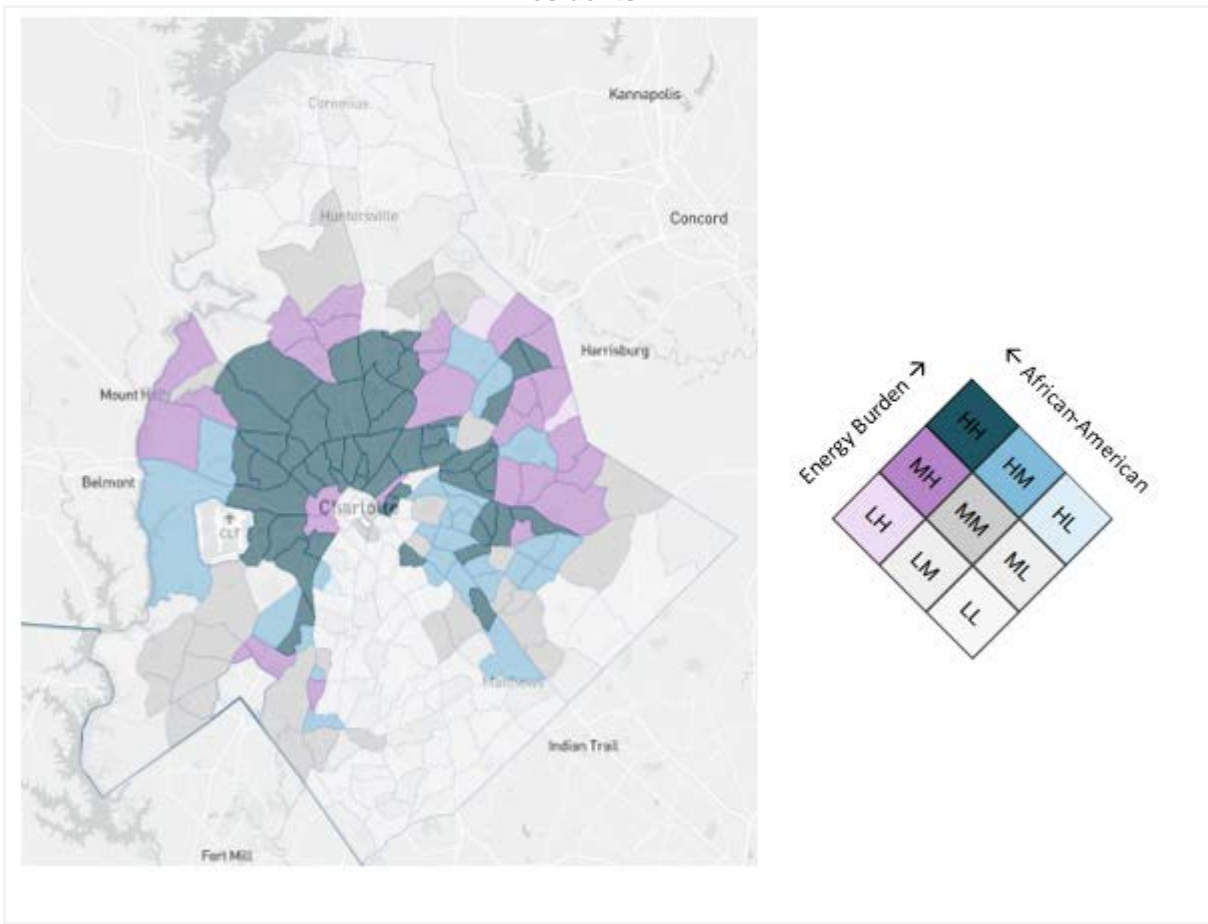 Cornelius
Kannapolis
Huntersville
Concord
Harrisburg
Mount Holly
Belmont
Charlotte
CLT
Matthews
Indian Trail
Fort Mill
Energy Burden
African-American
HH
MH
HM
LH
MM
HL
LM
ML
LL